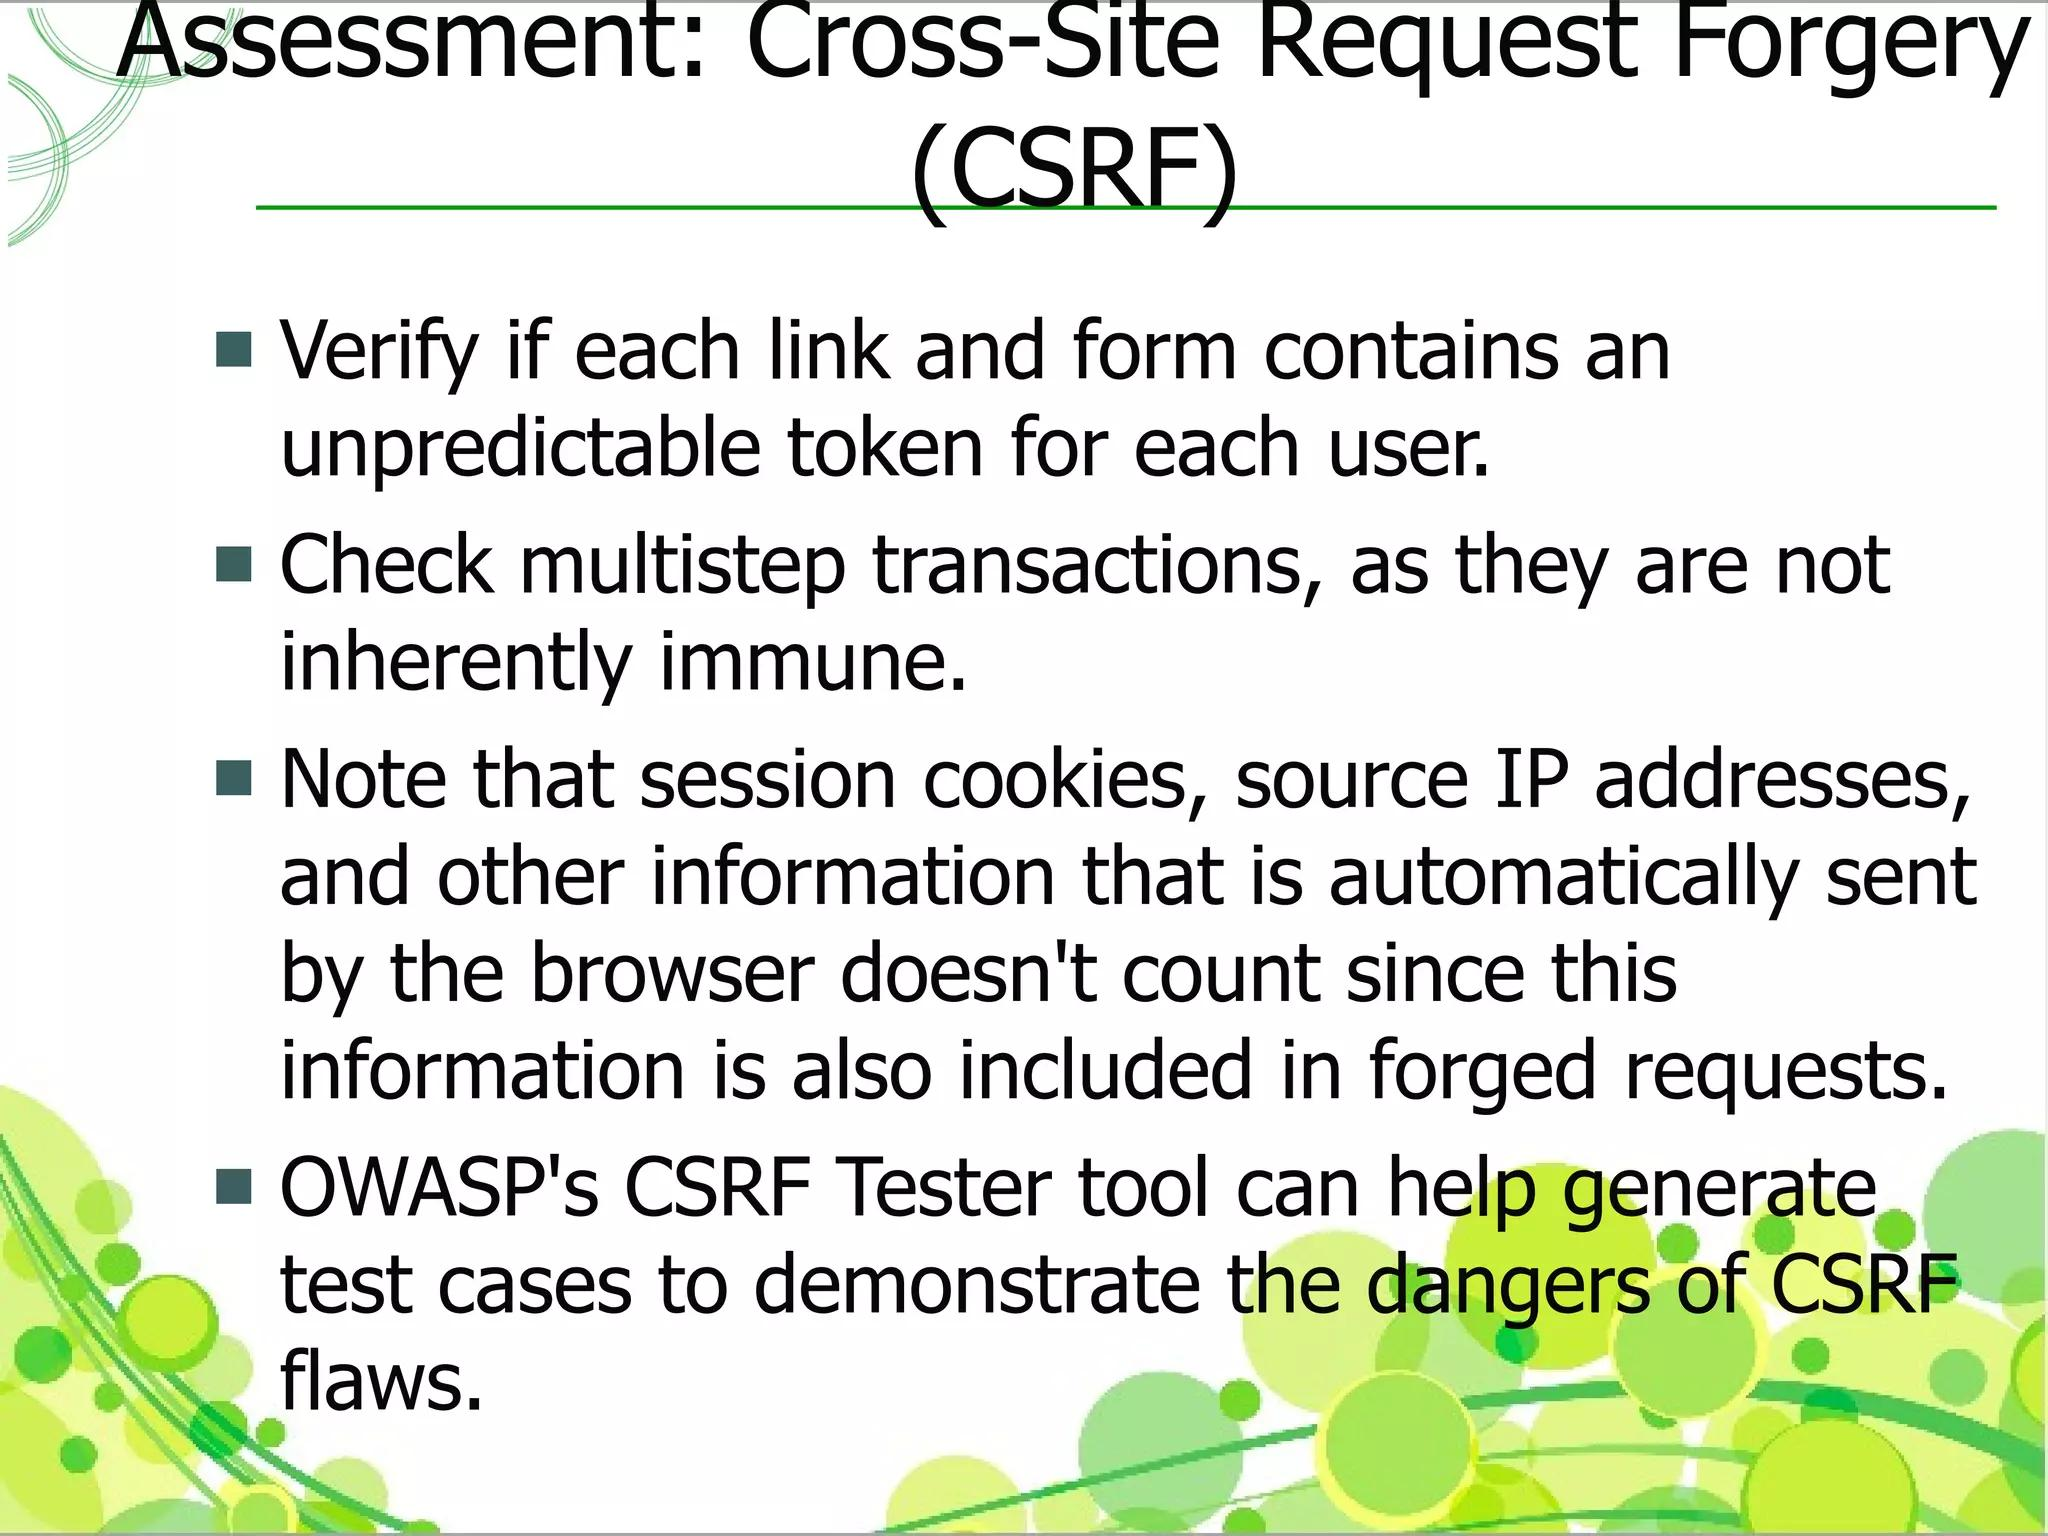 Assessment: Cross-Site Request Forgery
(CSRF)
Verify if each link and form contains an
unpredictable token for each user.
Check multistep transactions, as they are not
inherently immune.
Note that session cookies, source IP addresses,
and other information that is automatically sent
by the browser doesn't count since this
information is also included in forged requests.
OWASP's CSRF Tester tool can help generate
test cases to demonstrate the dangers of CSRF
flaws.